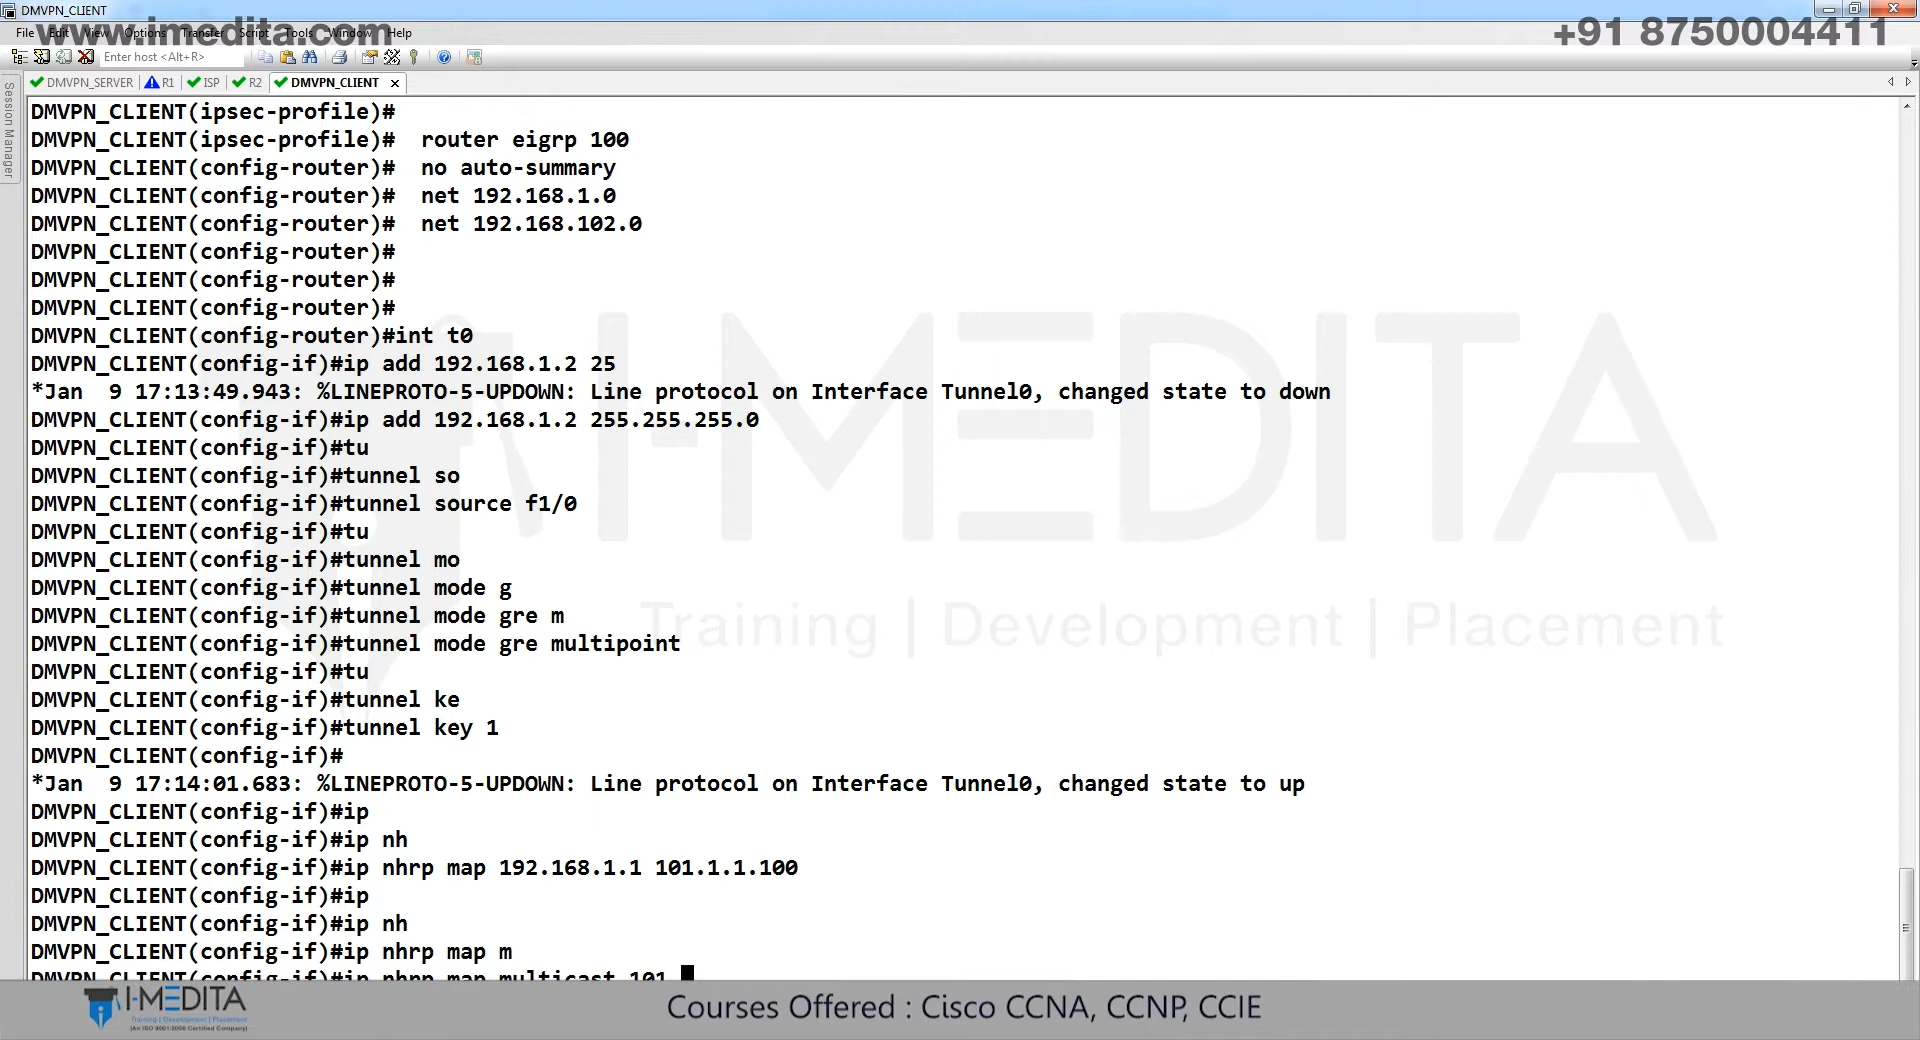 DMVPN_CLIENT
www.imedita.com
+91 8750004411
File Edit View Options Transfer Script Tools Window Help
Enter host <Alt+R>
DMVPN_SERVER R1 ISP R2 DMVPN_CLIENT
Session Manager
DMVPN_CLIENT(ipsec-profile)#
DMVPN_CLIENT(ipsec-profile)#  router eigrp 100
DMVPN_CLIENT(config-router)#  no auto-summary
DMVPN_CLIENT(config-router)#  net 192.168.1.0
DMVPN_CLIENT(config-router)#  net 192.168.102.0
DMVPN_CLIENT(config-router)#
DMVPN_CLIENT(config-router)#
DMVPN_CLIENT(config-router)#
DMVPN_CLIENT(config-router)#int t0
DMVPN_CLIENT(config-if)#ip add 192.168.1.2 25
*Jan  9 17:13:49.943: %LINEPROTO-5-UPDOWN: Line protocol on Interface Tunnel0, changed state to down
DMVPN_CLIENT(config-if)#ip add 192.168.1.2 255.255.255.0
DMVPN_CLIENT(config-if)#tu
DMVPN_CLIENT(config-if)#tunnel so
DMVPN_CLIENT(config-if)#tunnel source f1/0
DMVPN_CLIENT(config-if)#tu
DMVPN_CLIENT(config-if)#tunnel mo
DMVPN_CLIENT(config-if)#tunnel mode g
DMVPN_CLIENT(config-if)#tunnel mode gre m
DMVPN_CLIENT(config-if)#tunnel mode gre multipoint
DMVPN_CLIENT(config-if)#tu
DMVPN_CLIENT(config-if)#tunnel ke
DMVPN_CLIENT(config-if)#tunnel key 1
DMVPN_CLIENT(config-if)#
*Jan  9 17:14:01.683: %LINEPROTO-5-UPDOWN: Line protocol on Interface Tunnel0, changed state to up
DMVPN_CLIENT(config-if)#ip
DMVPN_CLIENT(config-if)#ip nh
DMVPN_CLIENT(config-if)#ip nhrp map 192.168.1.1 101.1.1.100
DMVPN_CLIENT(config-if)#ip
DMVPN_CLIENT(config-if)#ip nh
DMVPN_CLIENT(config-if)#ip nhrp map m
DMVPN_CLIENT(config-if)#ip nhrp map multicast 101.
I-MEDITA
Training | Development | Placement
I-MEDITA
Training | Development | Placement
(An ISO 9001:2008 Certified Company)
Courses Offered : Cisco CCNA, CCNP, CCIE